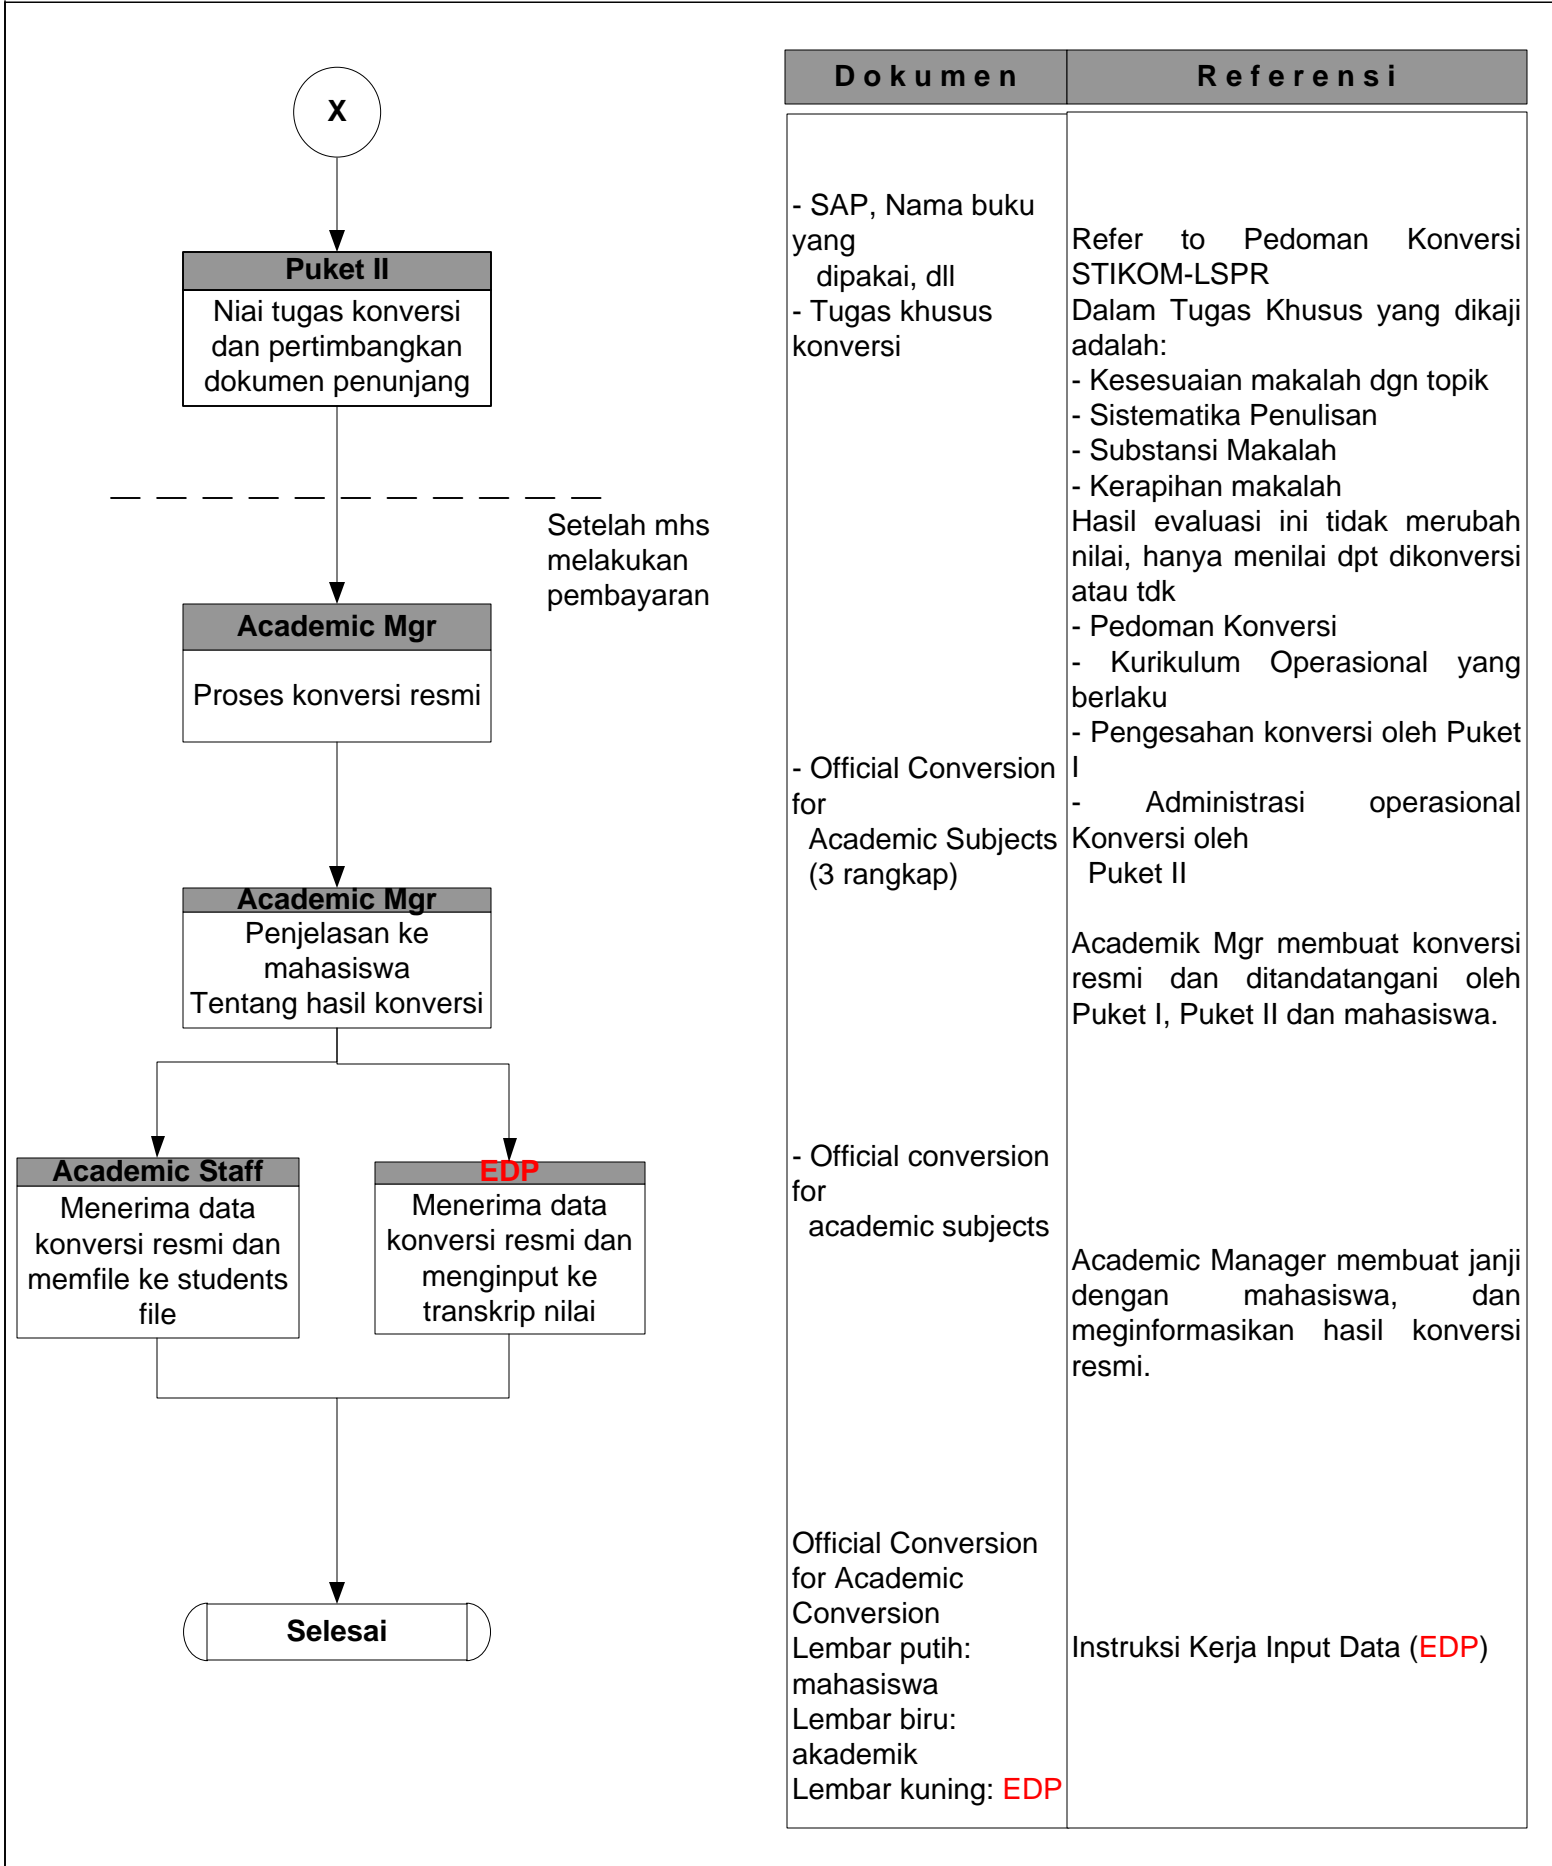 X
Puket II
Niai tugas konversi
dan pertimbangkan
dokumen penunjang
Setelah mhs
melakukan
pembayaran
Academic Mgr
Proses konversi resmi
Academic Mgr
Penjelasan ke
mahasiswa
Tentang hasil konversi
Academic Staff
Menerima data
konversi resmi dan
memfile ke students
file
EDP
Menerima data
konversi resmi dan
menginput ke
transkrip nilai
Selesai
Dokumen
- SAP, Nama buku
yang
dipakai, dll
- Tugas khusus
konversi
- Official Conversion
for
Academic Subjects
(3 rangkap)
- Official conversion
for
academic subjects
Official Conversion
for Academic
Conversion
Lembar putih:
mahasiswa
Lembar biru:
akademik
Lembar kuning: EDP
Referensi
Refer to Pedoman Konversi
STIKOM-LSPR
Dalam Tugas Khusus yang dikaji
adalah:
- Kesesuaian makalah dgn topik
- Sistematika Penulisan
- Substansi Makalah
- Kerapihan makalah
Hasil evaluasi ini tidak merubah
nilai, hanya menilai dpt dikonversi
atau tdk
- Pedoman Konversi
- Kurikulum Operasional yang
berlaku
- Pengesahan konversi oleh Puket
I
- Administrasi operasional
Konversi oleh
Puket II
Academik Mgr membuat konversi
resmi dan ditandatangani oleh
Puket I, Puket II dan mahasiswa.
Academic Manager membuat janji
dengan mahasiswa, dan
meginformasikan hasil konversi
resmi.
Instruksi Kerja Input Data (EDP)